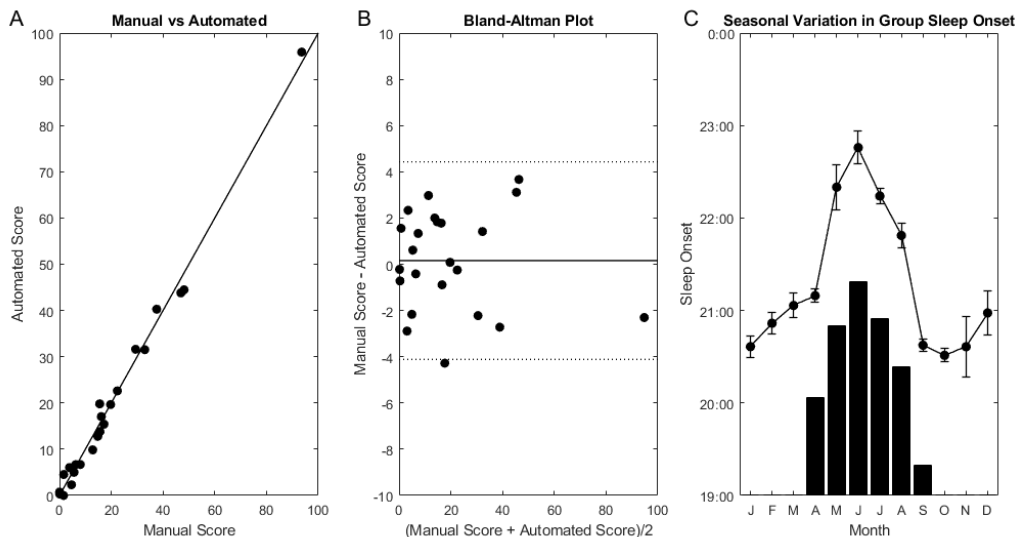 A
Manual vs Automated
100
90
80
70
60
50
40
30
20
10
0
Automated Score
0 20 40 60 80 100
Manual Score
B
Bland-Altman Plot
10
8
6
4
2
0
-2
-4
-6
-8
-10
Manual Score - Automated Score
0 20 40 60 80 100
(Manual Score + Automated Score)/2
C
Seasonal Variation in Group Sleep Onset
0:00
23:00
22:00
21:00
20:00
19:00
Sleep Onset
J F M A M J J A S O N D
Month